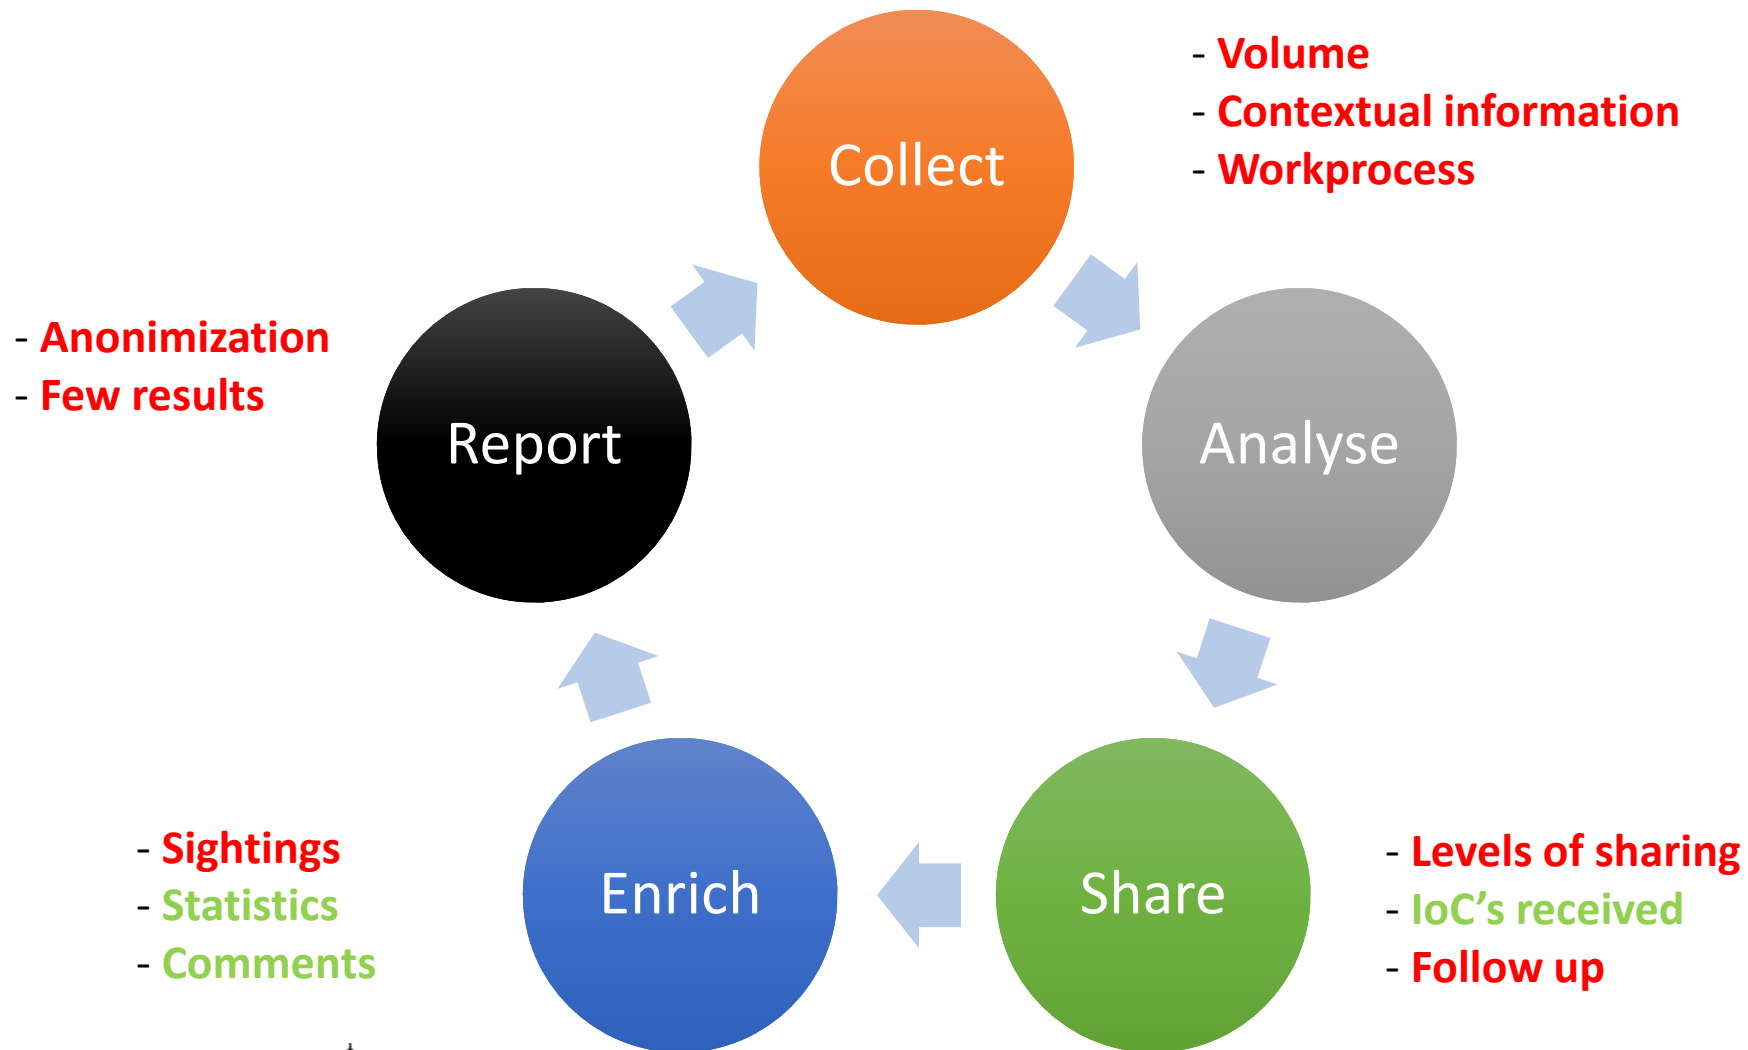 Collect
- Volume
- Contextual information
- Workprocess
Analyse
- Levels of sharing
- IoC’s received
- Follow up
Share
Enrich
- Sightings
- Statistics
- Comments
Report
- Anonimization
- Few results